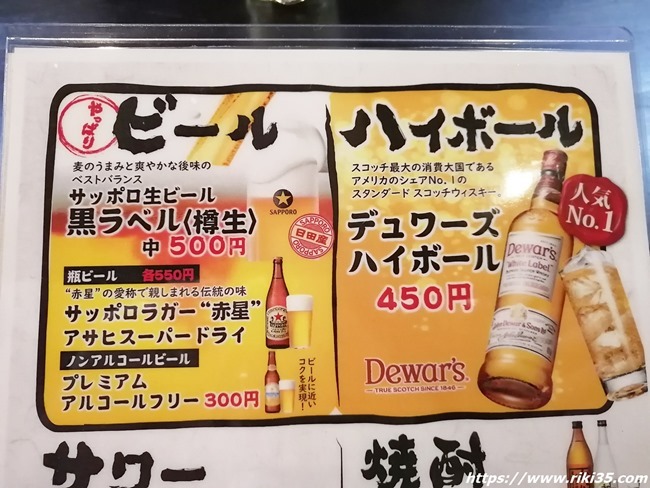 やっぱり
ビール
麦のうまみと爽やかな後味の
ベストバランス
サッポロ生ビール
黒ラベル〈樽生〉
中 500円
SAPPORO
SAPPORO
日田産
瓶ビール 各550円
“赤星”の愛称で親しまれる伝統の味
サッポロラガー“赤星”
アサヒスーパードライ
ノンアルコールビール
プレミアム
アルコールフリー 300円
ビールに近い
コクを実現！
ハイボール
スコッチ最大の消費大国である
アメリカのシェアNo.1の
スタンダード スコッチウィスキー。
デュワーズ
ハイボール
450円
人気
No.1
Dewar's
White Label
Dewar's
TRUE SCOTCH SINCE 1846
サワー
焼酎
https://www.riki35.com